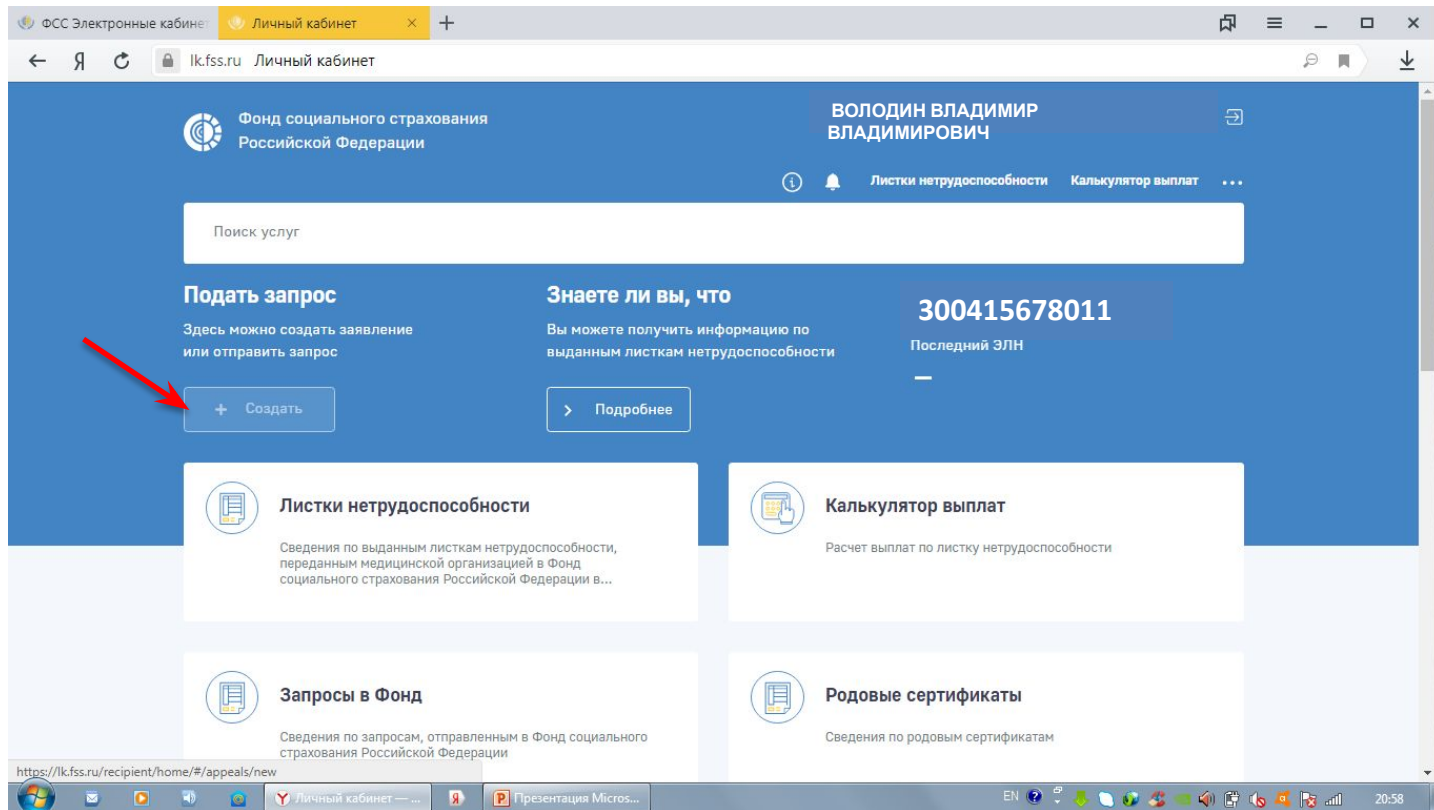 ФСС Электронные кабинет
Личный кабинет
lk.fss.ru Личный кабинет
Фонд социального страхования
Российской Федерации
ВОЛОДИН ВЛАДИМИР
ВЛАДИМИРОВИЧ
Листки нетрудоспособности Калькулятор выплат
Поиск услуг
Подать запрос
Здесь можно создать заявление
или отправить запрос
+ Создать
Знаете ли вы, что
Вы можете получить информацию по
выданным листкам нетрудоспособности
> Подробнее
300415678011
Последний ЭЛН
—
Листки нетрудоспособности
Сведения по выданным листкам нетрудоспособности,
переданным медицинской организацией в Фонд
социального страхования Российской Федерации в...
Калькулятор выплат
Расчет выплат по листку нетрудоспособности
Запросы в Фонд
Сведения по запросам, отправленным в Фонд социального
страхования Российской Федерации
Родовые сертификаты
Сведения по родовым сертификатам
https://lk.fss.ru/recipient/home/#/appeals/new
Личный кабинет — ...
Презентация Micros...
EN
20:58